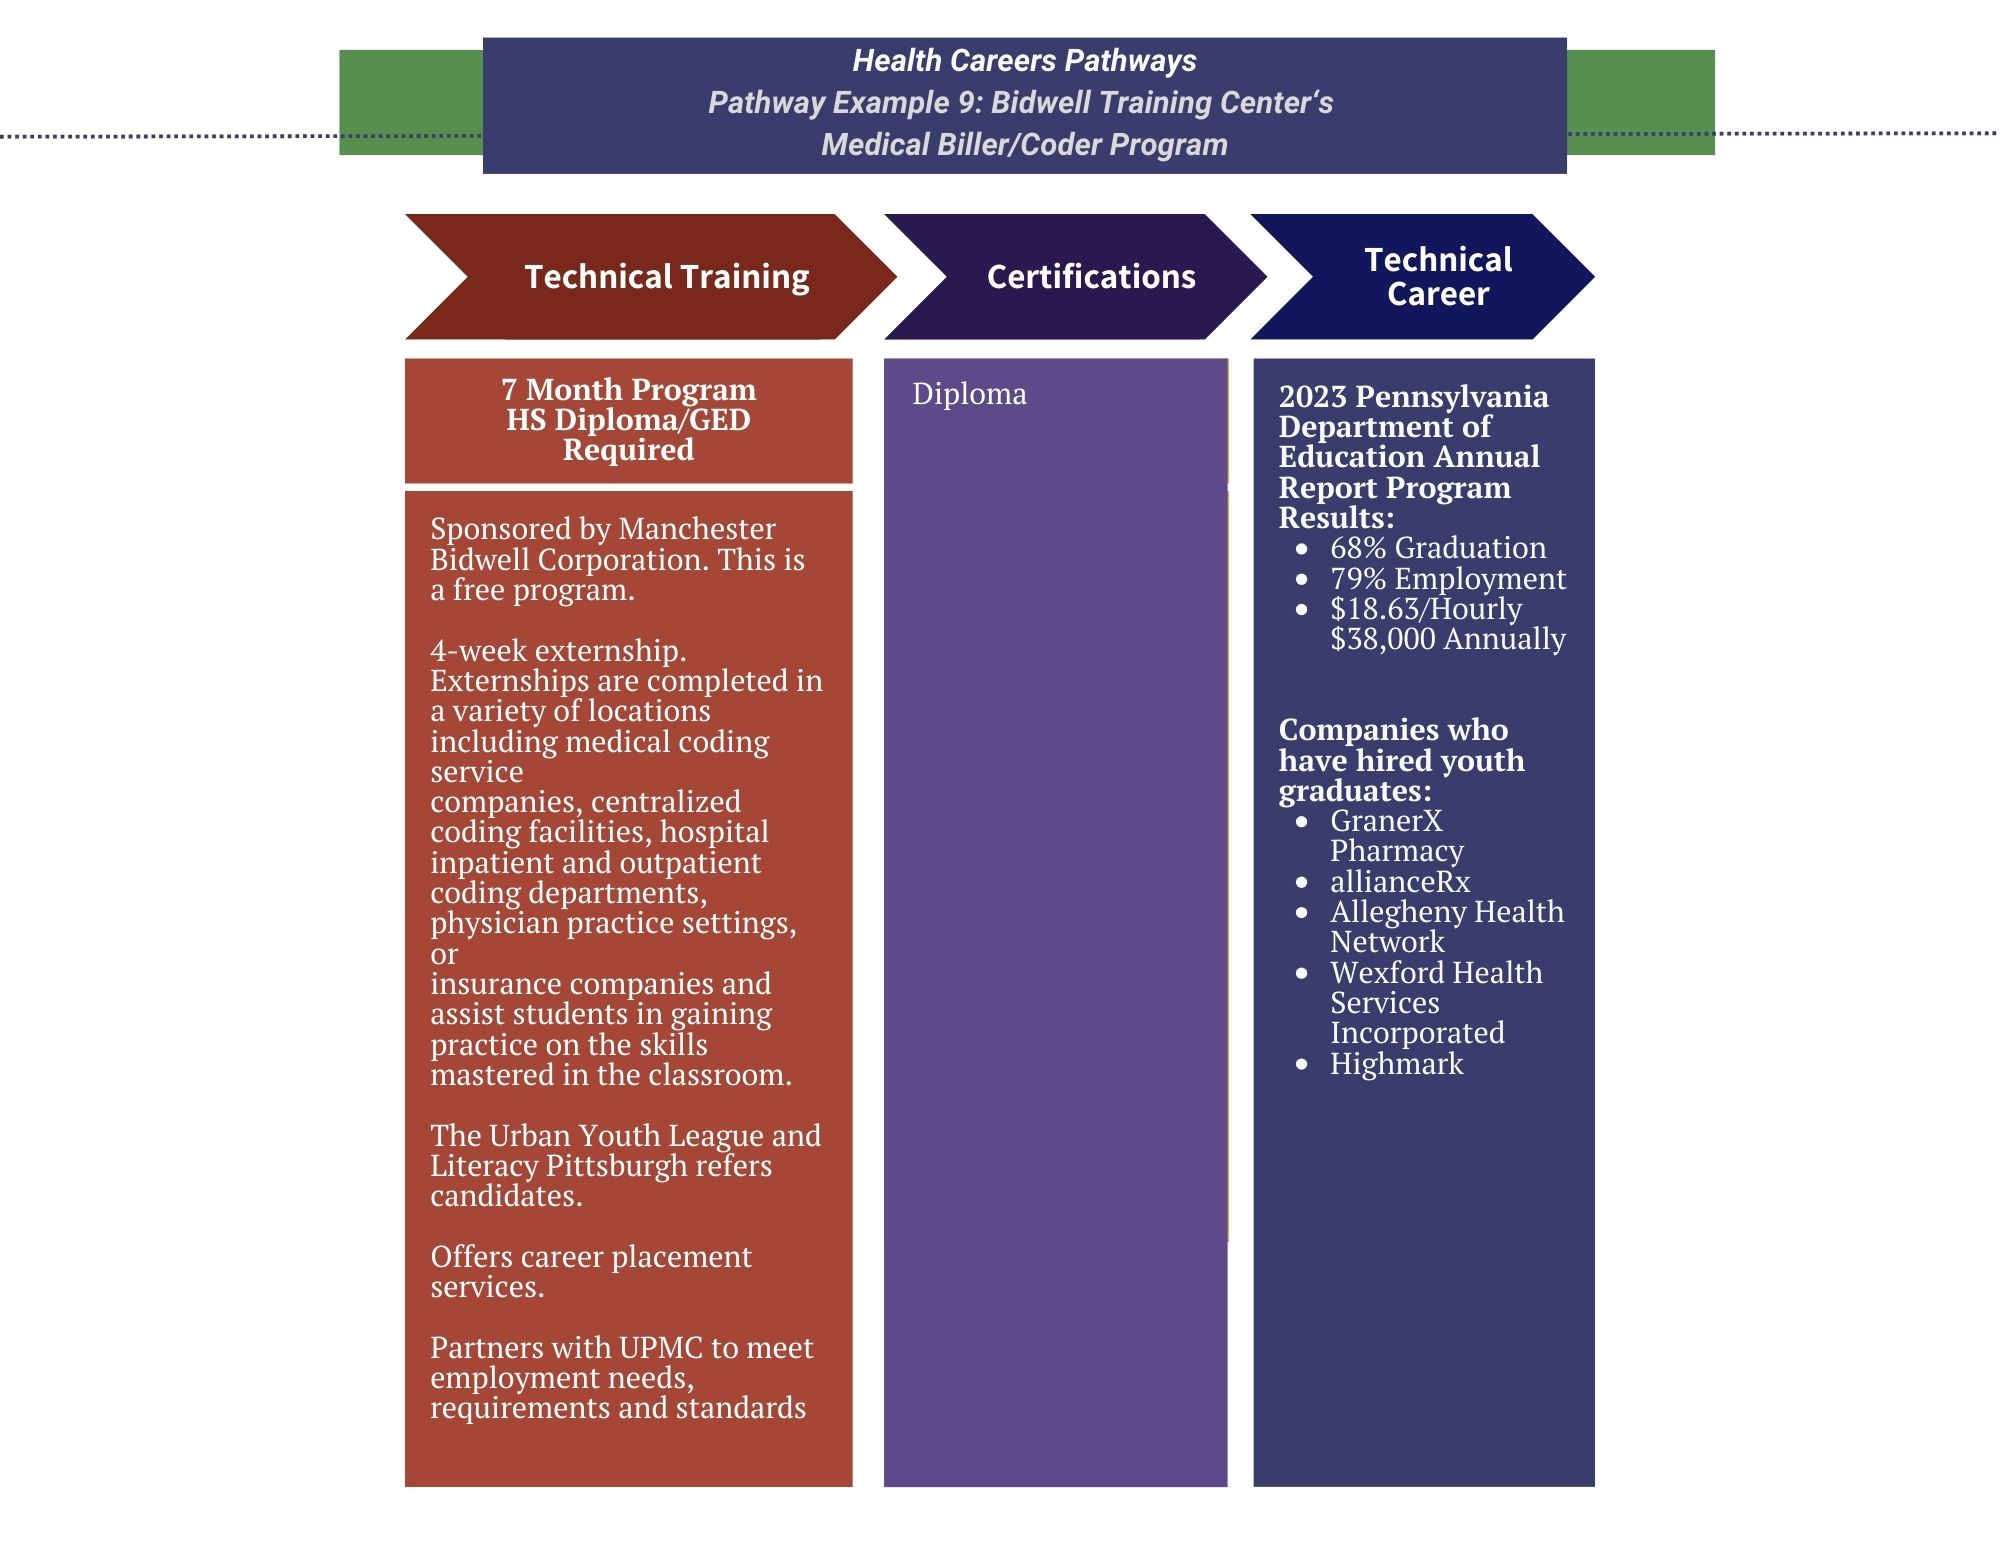 Health Careers Pathways
Pathway Example 9: Bidwell Training Center‘s
Medical Biller/Coder Program
Technical Training
Certifications
Technical
Career
7 Month Program
HS Diploma/GED
Required
Sponsored by Manchester
Bidwell Corporation. This is
a free program.
4-week externship.
Externships are completed in
a variety of locations
including medical coding
service
companies, centralized
coding facilities, hospital
inpatient and outpatient
coding departments,
physician practice settings,
or
insurance companies and
assist students in gaining
practice on the skills
mastered in the classroom.
The Urban Youth League and
Literacy Pittsburgh refers
candidates.
Offers career placement
services.
Partners with UPMC to meet
employment needs,
requirements and standards
Diploma
2023 Pennsylvania
Department of
Education Annual
Report Program
Results:
• 68% Graduation
• 79% Employment
• $18.63/Hourly
$38,000 Annually
Companies who
have hired youth
graduates:
• GranerX
Pharmacy
• allianceRx
• Allegheny Health
Network
• Wexford Health
Services
Incorporated
• Highmark